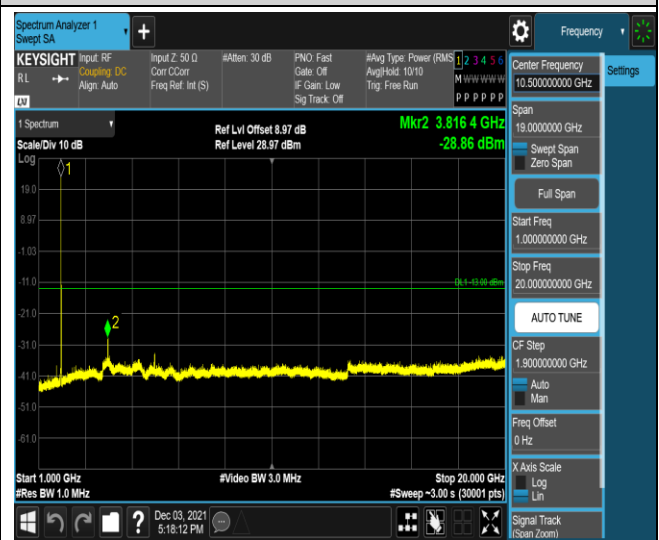 Spectrum Analyzer 1
Swept SA
Frequency
KEYSIGHT
RL
Input: RF
Coupling: DC
Align: Auto
Input Z: 50 Ω
Corr CCorr
Freq Ref: Int (S)
#Atten: 30 dB
PNO: Fast
Gate: Off
IF Gain: Low
Sig Track: Off
#Avg Type: Power (RMS
Avg|Hold: 10/10
Trig: Free Run
1 2 3 4 5 6
M W W W W W
P P P P P P
LXI
1 Spectrum
Scale/Div 10 dB
Ref Lvl Offset 8.97 dB
Ref Level 28.97 dBm
Mkr2 3.816 4 GHz
-28.86 dBm
Log
1
19.0
8.97
-1.03
-11.0
DL1 -13.00 dBm
-21.0
2
-31.0
-41.0
-51.0
-61.0
Start 1.000 GHz
#Res BW 1.0 MHz
#Video BW 3.0 MHz
Stop 20.000 GHz
#Sweep ~3.00 s (30001 pts)
Dec 03, 2021
5:18:12 PM
Center Frequency
10.500000000 GHz
Settings
Span
19.0000000 GHz
Swept Span
Zero Span
Full Span
Start Freq
1.000000000 GHz
Stop Freq
20.00000000 GHz
AUTO TUNE
CF Step
1.900000000 GHz
Auto
Man
Freq Offset
0 Hz
X Axis Scale
Log
Lin
Signal Track
(Span Zoom)